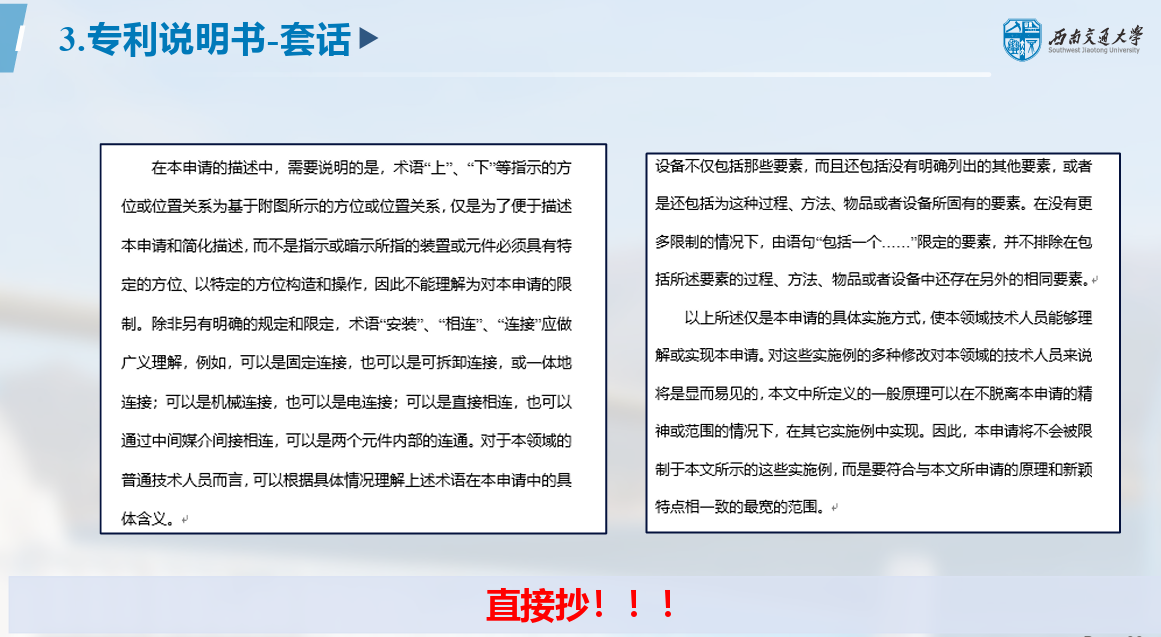 3.专利说明书-套话
西南交通大学
Southwest Jiaotong University
在本申请的描述中，需要说明的是，术语“上”、“下”等指示的方
位或位置关系为基于附图所示的方位或位置关系，仅是为了便于描述
本申请和简化描述，而不是指示或暗示所指的装置或元件必须具有特
定的方位、以特定的方位构造和操作，因此不能理解为对本申请的限
制。除非另有明确的规定和限定，术语“安装”、“相连”、“连接”应做
广义理解，例如，可以是固定连接，也可以是可拆卸连接，或一体地
连接；可以是机械连接，也可以是电连接；可以是直接相连，也可以
通过中间媒介间接相连，可以是两个元件内部的连通。对于本领域的
普通技术人员而言，可以根据具体情况理解上述术语在本申请中的具
体含义。
设备不仅包括那些要素，而且还包括没有明确列出的其他要素，或者
是还包括为这种过程、方法、物品或者设备所固有的要素。在没有更
多限制的情况下，由语句“包括一个……”限定的要素，并不排除在包
括所述要素的过程、方法、物品或者设备中还存在另外的相同要素。
以上所述仅是本申请的具体实施方式，使本领域技术人员能够理
解或实现本申请。对这些实施例的多种修改对本领域的技术人员来说
将是显而易见的，本文中所定义的一般原理可以在不脱离本申请的精
神或范围的情况下，在其它实施例中实现。因此，本申请将不会被限
制于本文所示的这些实施例，而是要符合与本文所申请的原理和新颖
特点相一致的最宽的范围。
直接抄！！！